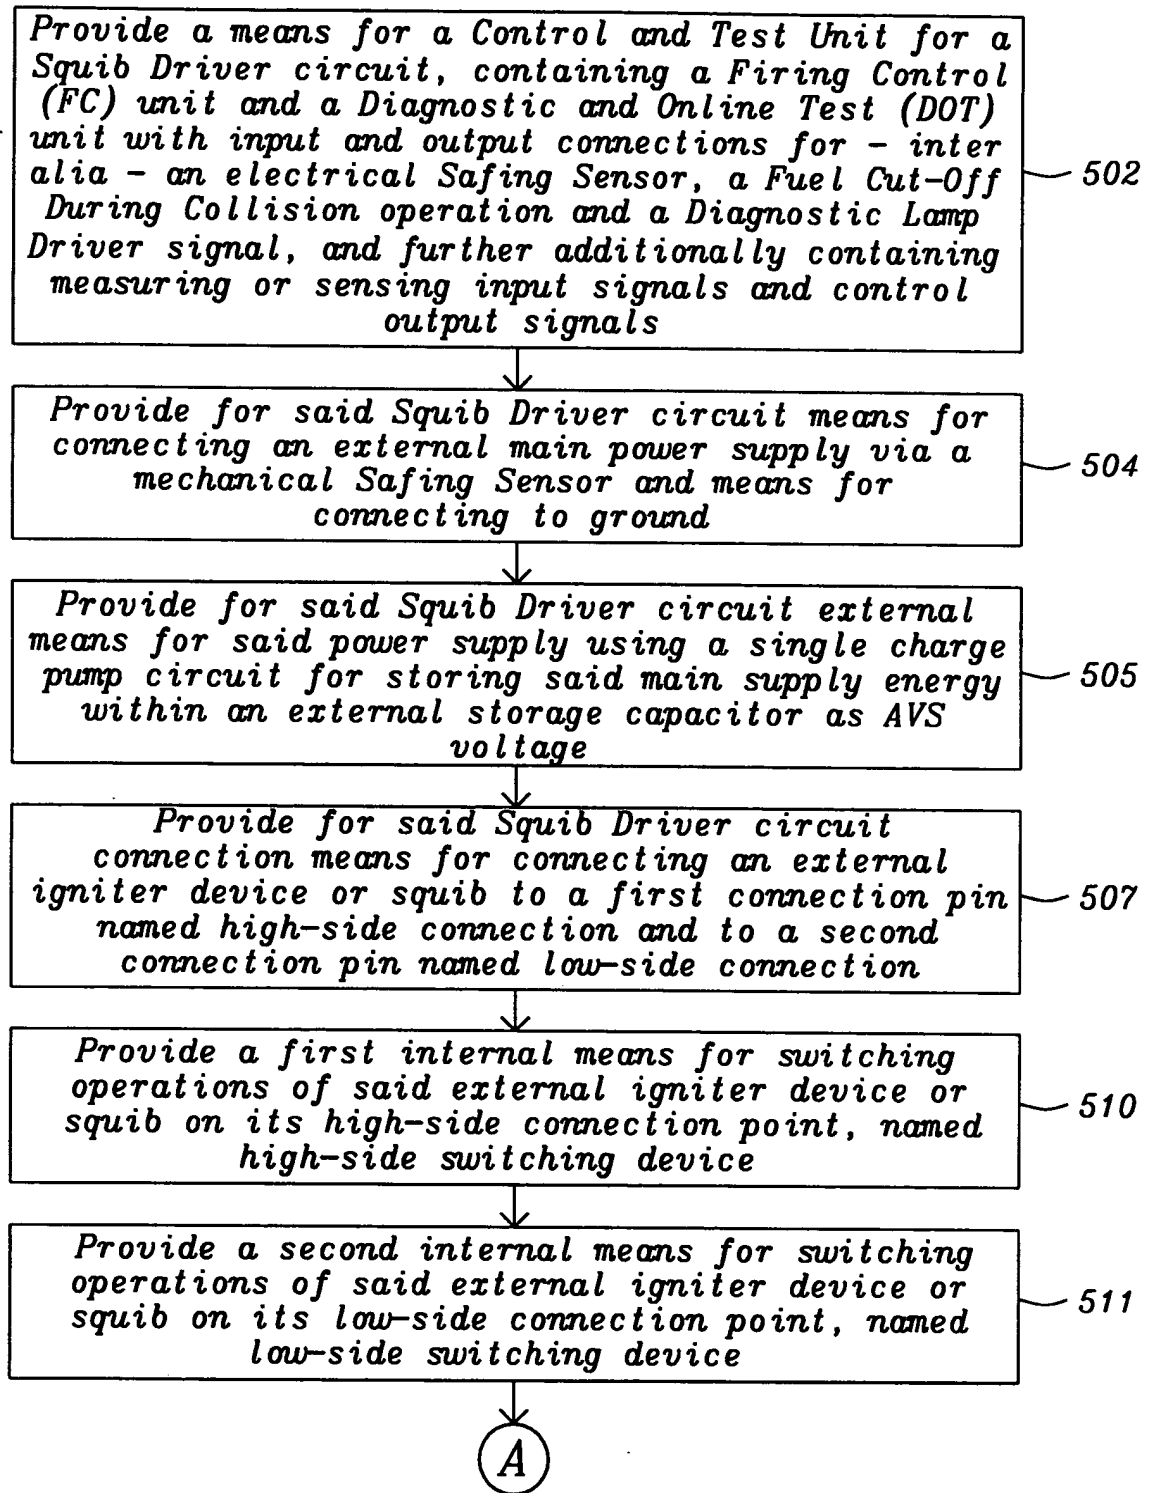 Provide a means for a Control and Test Unit for a
Squib Driver circuit, containing a Firing Control
(FC) unit and a Diagnostic and Online Test (DOT)
unit with input and output connections for - inter
alia - an electrical Safing Sensor, a Fuel Cut-Off
During Collision operation and a Diagnostic Lamp
Driver signal, and further additionally containing
measuring or sensing input signals and control
output signals
502
Provide for said Squib Driver circuit means for
connecting an external main power supply via a
mechanical Safing Sensor and means for
connecting to ground
504
Provide for said Squib Driver circuit external
means for said power supply using a single charge
pump circuit for storing said main supply energy
within an external storage capacitor as AVS
voltage
505
Provide for said Squib Driver circuit
connection means for connecting an external
igniter device or squib to a first connection pin
named high-side connection and to a second
connection pin named low-side connection
507
Provide a first internal means for switching
operations of said external igniter device or
squib on its high-side connection point, named
high-side switching device
510
Provide a second internal means for switching
operations of said external igniter device or
squib on its low-side connection point, named
low-side switching device
511
A